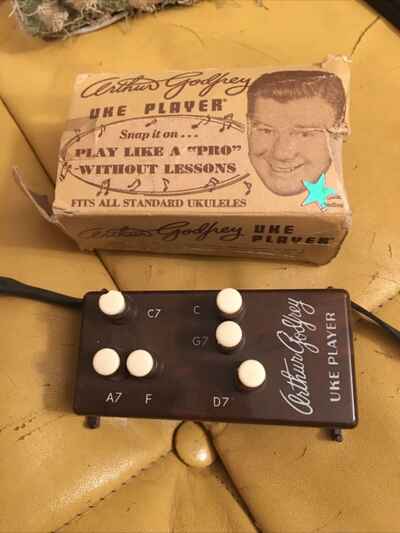 Arthur Godfrey
UKE PLAYER
Snap it on...
PLAY LIKE A "PRO"
WITHOUT LESSONS
FITS ALL STANDARD UKULELES
Arthur Godfrey UKE PLAYER
C7
C
G7
A7
F
D7
Arthur Godfrey
UKE PLAYER